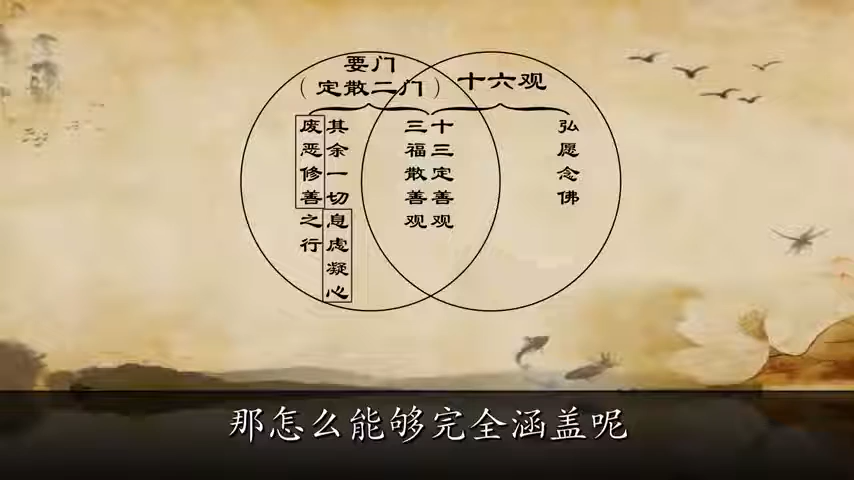 要门
（定散二门）
十六观
其余一切息虑凝心
废恶修善之行
十三定善观
三福散善观
弘愿念佛
那怎么能够完全涵盖呢